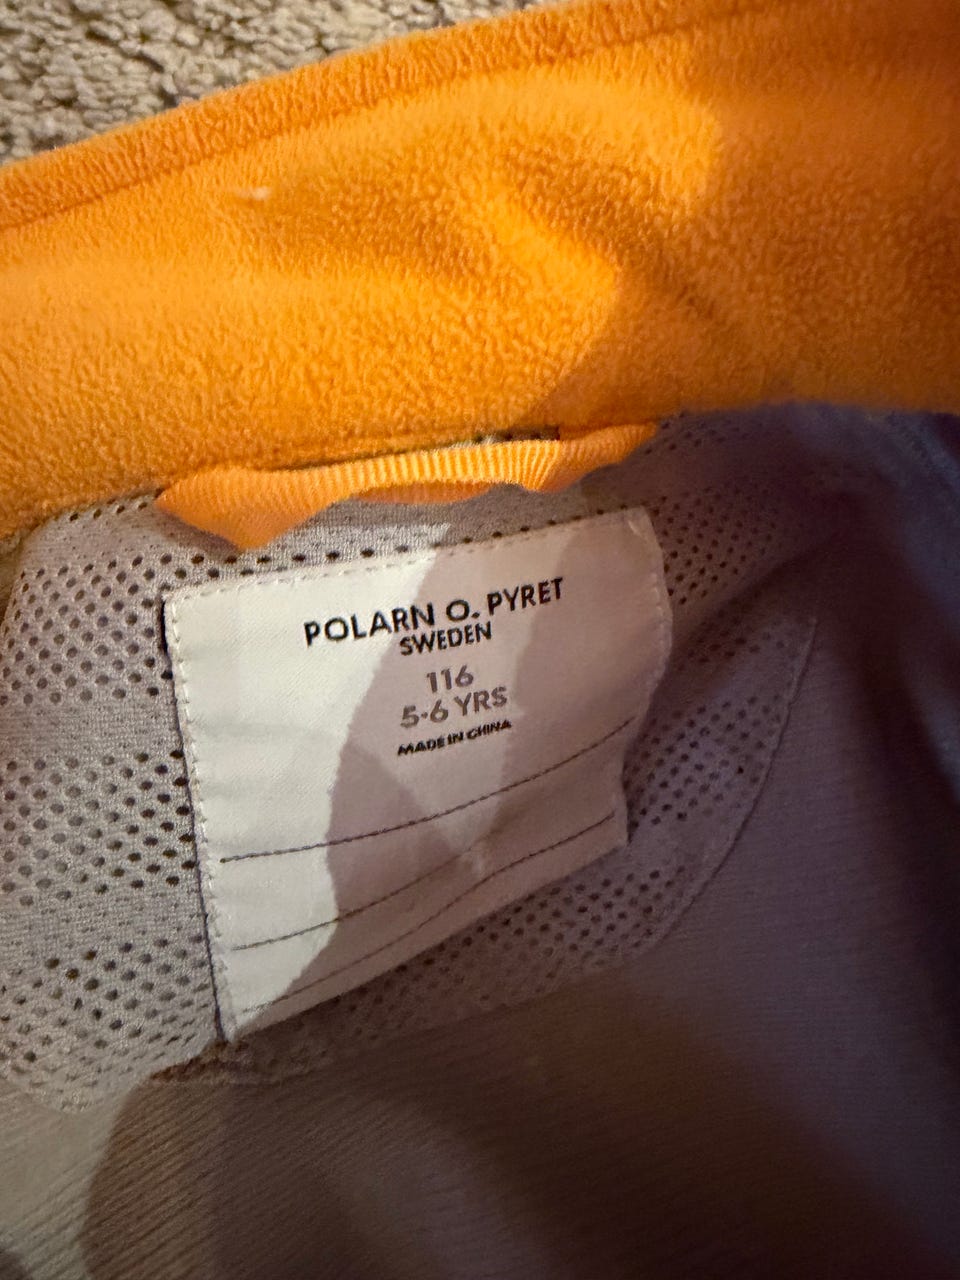 POLARN O. PYRET
SWEDEN
116
5-6 YRS
MADE IN CHINA